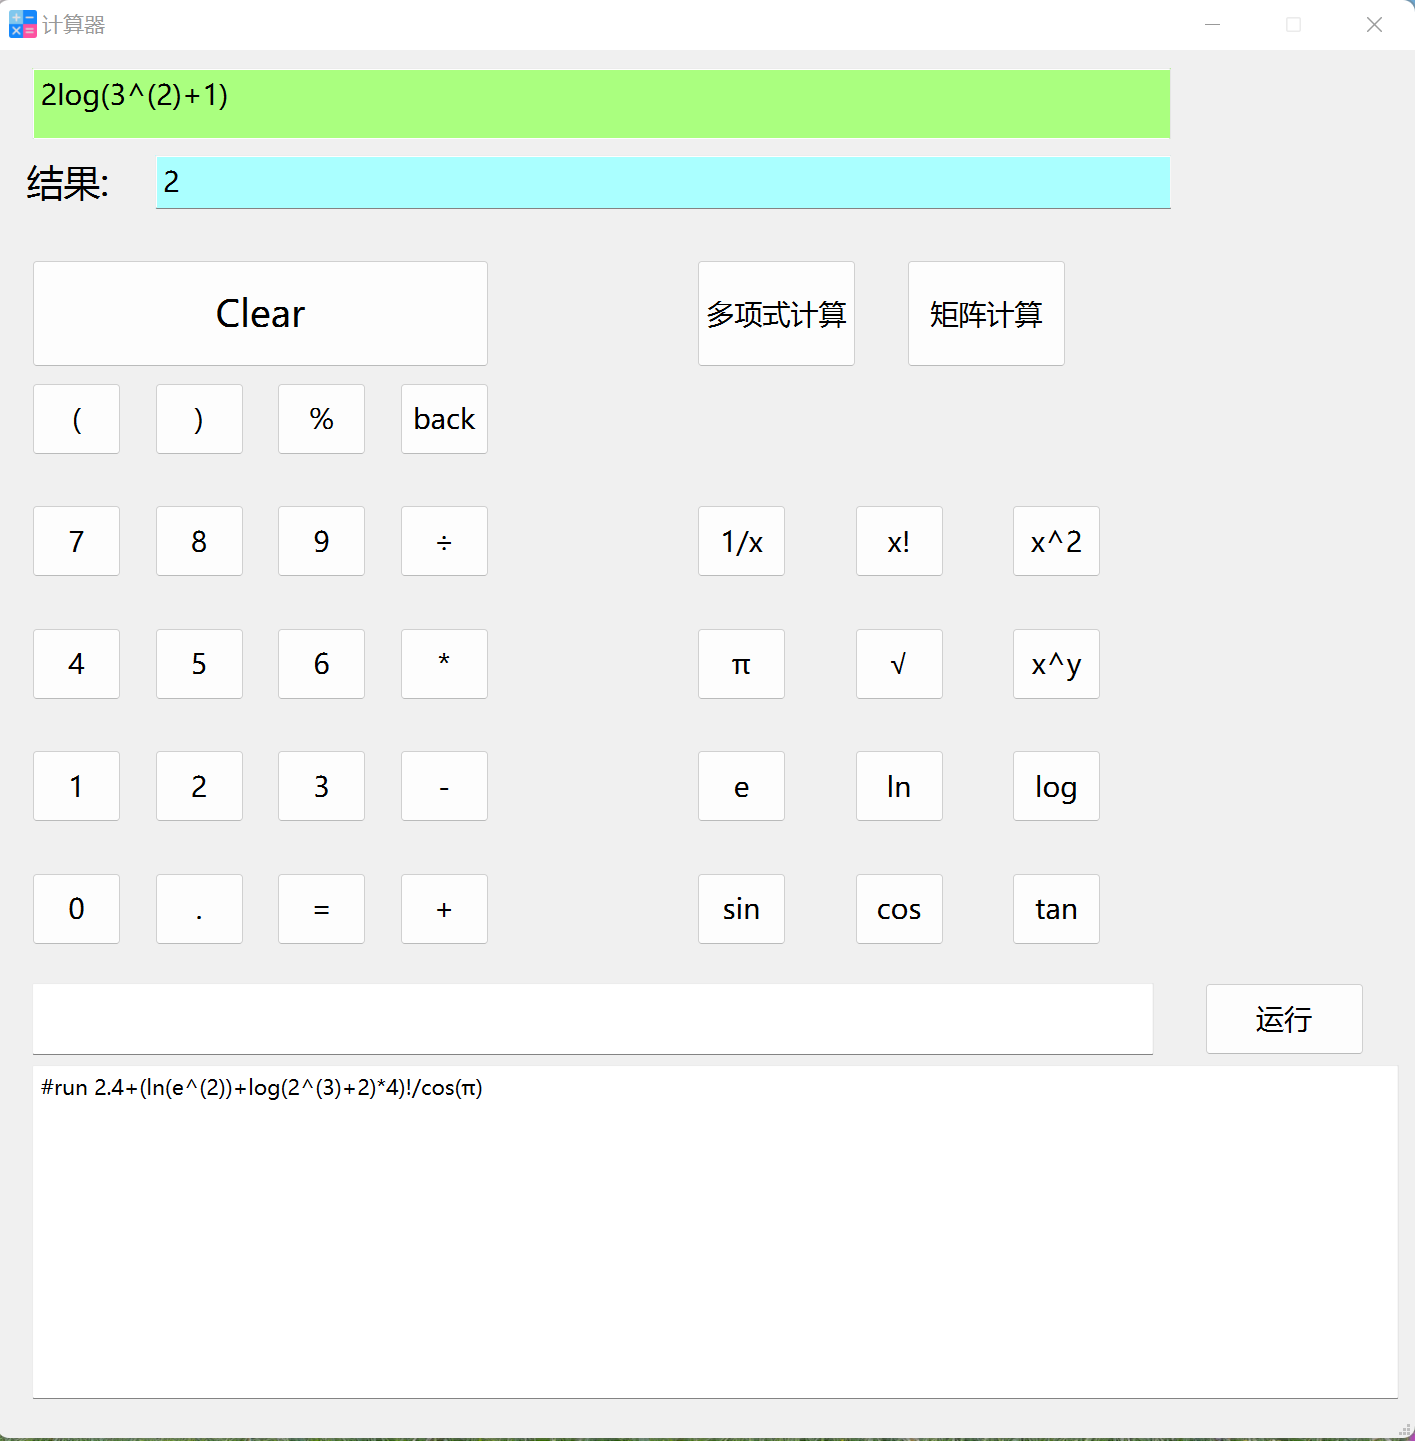 计算器
2log(3^(2)+1)
结果: 2
Clear 多项式计算 矩阵计算
( ) % back
7 8 9 ÷ 1/x x! x^2
4 5 6 * π √ x^y
1 2 3 - e ln log
0 . = + sin cos tan
运行
#run 2.4+(ln(e^(2))+log(2^(3)+2)*4)!/cos(π)